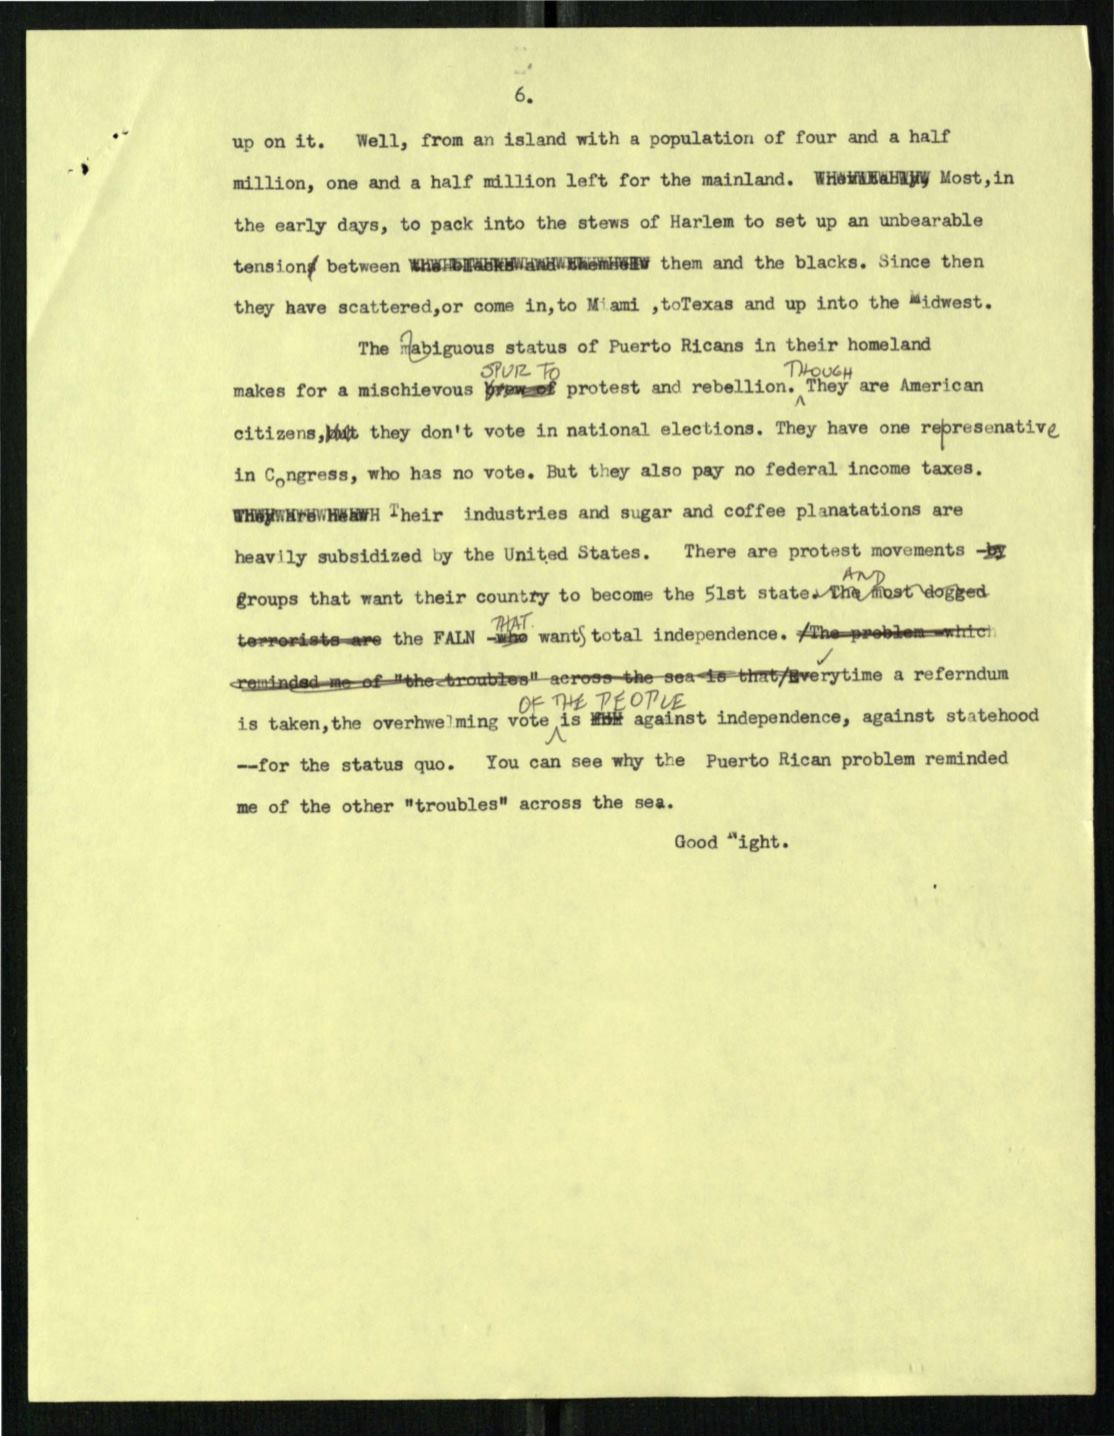 6.
up on it. Well, from an island with a population of four and a half
million, one and a half million left for the mainland. Most,in
the early days, to pack into the stews of Harlem to set up an unbearable
tension between the blacks and themselv them and the blacks. Since then
they have scattered,or come in,to Miami ,toTexas and up into the Midwest.
The mabiguous status of Puerto Ricans in their homeland
SPUR TO THOUGH
makes for a mischievous brew of protest and rebellion. They are American
citizens,but they don't vote in national elections. They have one represenative
in Congress, who has no vote. But they also pay no federal income taxes.
They are heav Their industries and sugar and coffee planatations are
heavily subsidized by the United States. There are protest movements -by
AND
groups that want their country to become the 51st state. The most dogged
THAT
terrorists are the FALN -who wants total independence. /The problem -which
reminded me of "the troubles" across the sea is that/Everytime a referndum
OF THE PEOPLE
is taken,the overhwelming vote is against independence, against statehood
--for the status quo. You can see why the Puerto Rican problem reminded
me of the other "troubles" across the sea.
Good Night.